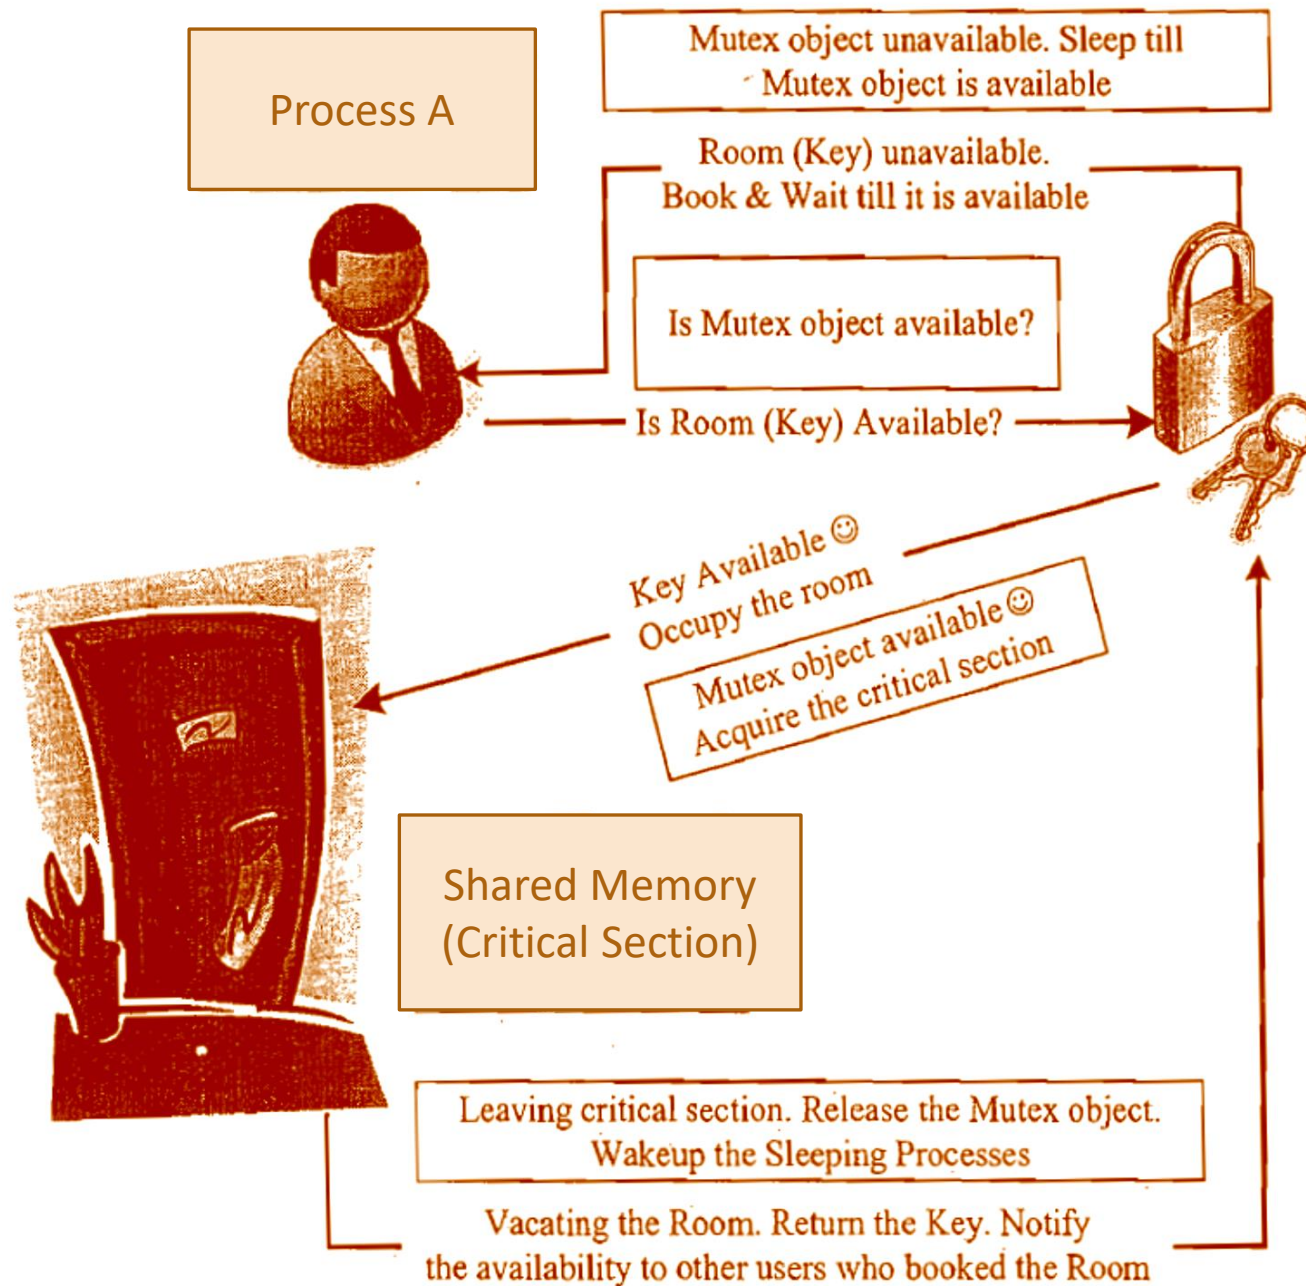 Process A
Mutex object unavailable. Sleep till
Mutex object is available
Room (Key) unavailable.
Book & Wait till it is available
Is Mutex object available?
Is Room (Key) Available?
Key Available ☺
Occupy the room
Mutex object available ☺
Acquire the critical section
Shared Memory
(Critical Section)
Leaving critical section. Release the Mutex object.
Wakeup the Sleeping Processes
Vacating the Room. Return the Key. Notify
the availability to other users who booked the Room